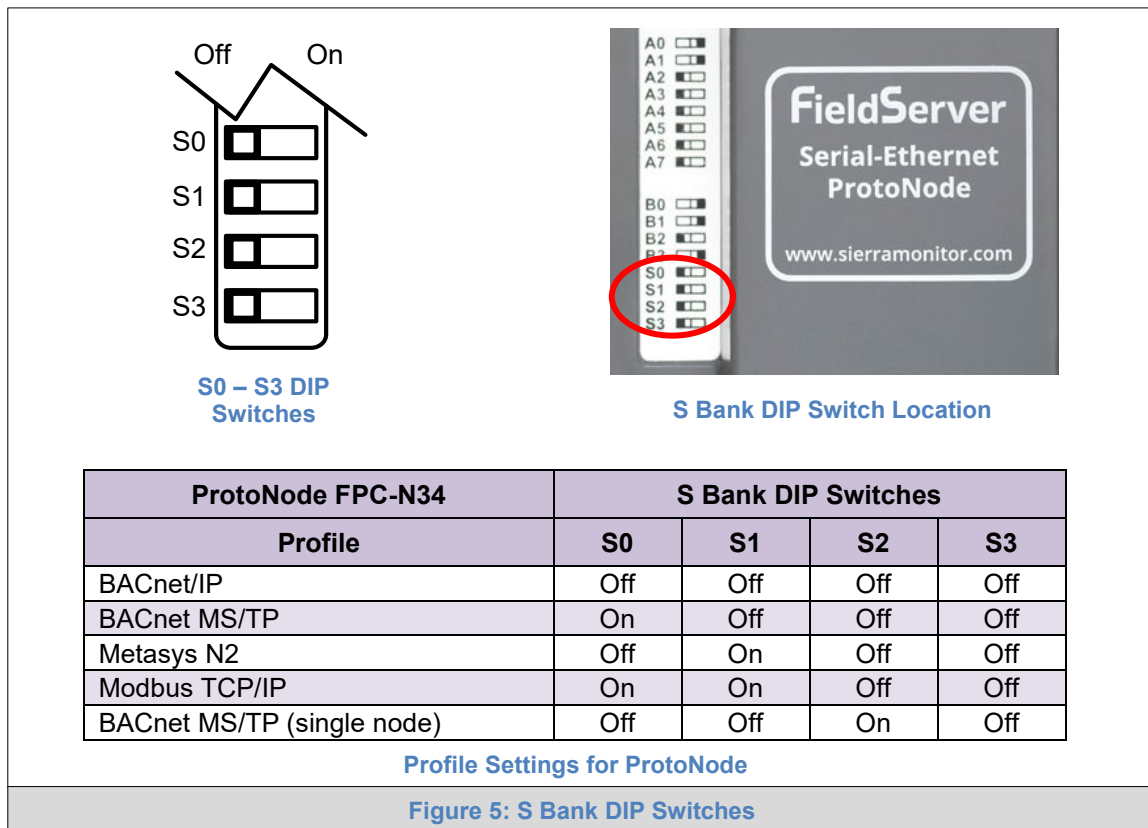 Off On
S0
S1
S2
S3
S0 – S3 DIP
Switches
A0
A1
A2
A3
A4
A5
A6
A7
B0
B1
B2
B3
S0
S1
S2
S3
FieldServer
Serial-Ethernet
ProtoNode
www.sierramonitor.com
S Bank DIP Switch Location
ProtoNode FPC-N34 S Bank DIP Switches
Profile S0 S1 S2 S3
BACnet/IP Off Off Off Off
BACnet MS/TP On Off Off Off
Metasys N2 Off On Off Off
Modbus TCP/IP On On Off Off
BACnet MS/TP (single node) Off Off On Off
Profile Settings for ProtoNode
Figure 5: S Bank DIP Switches